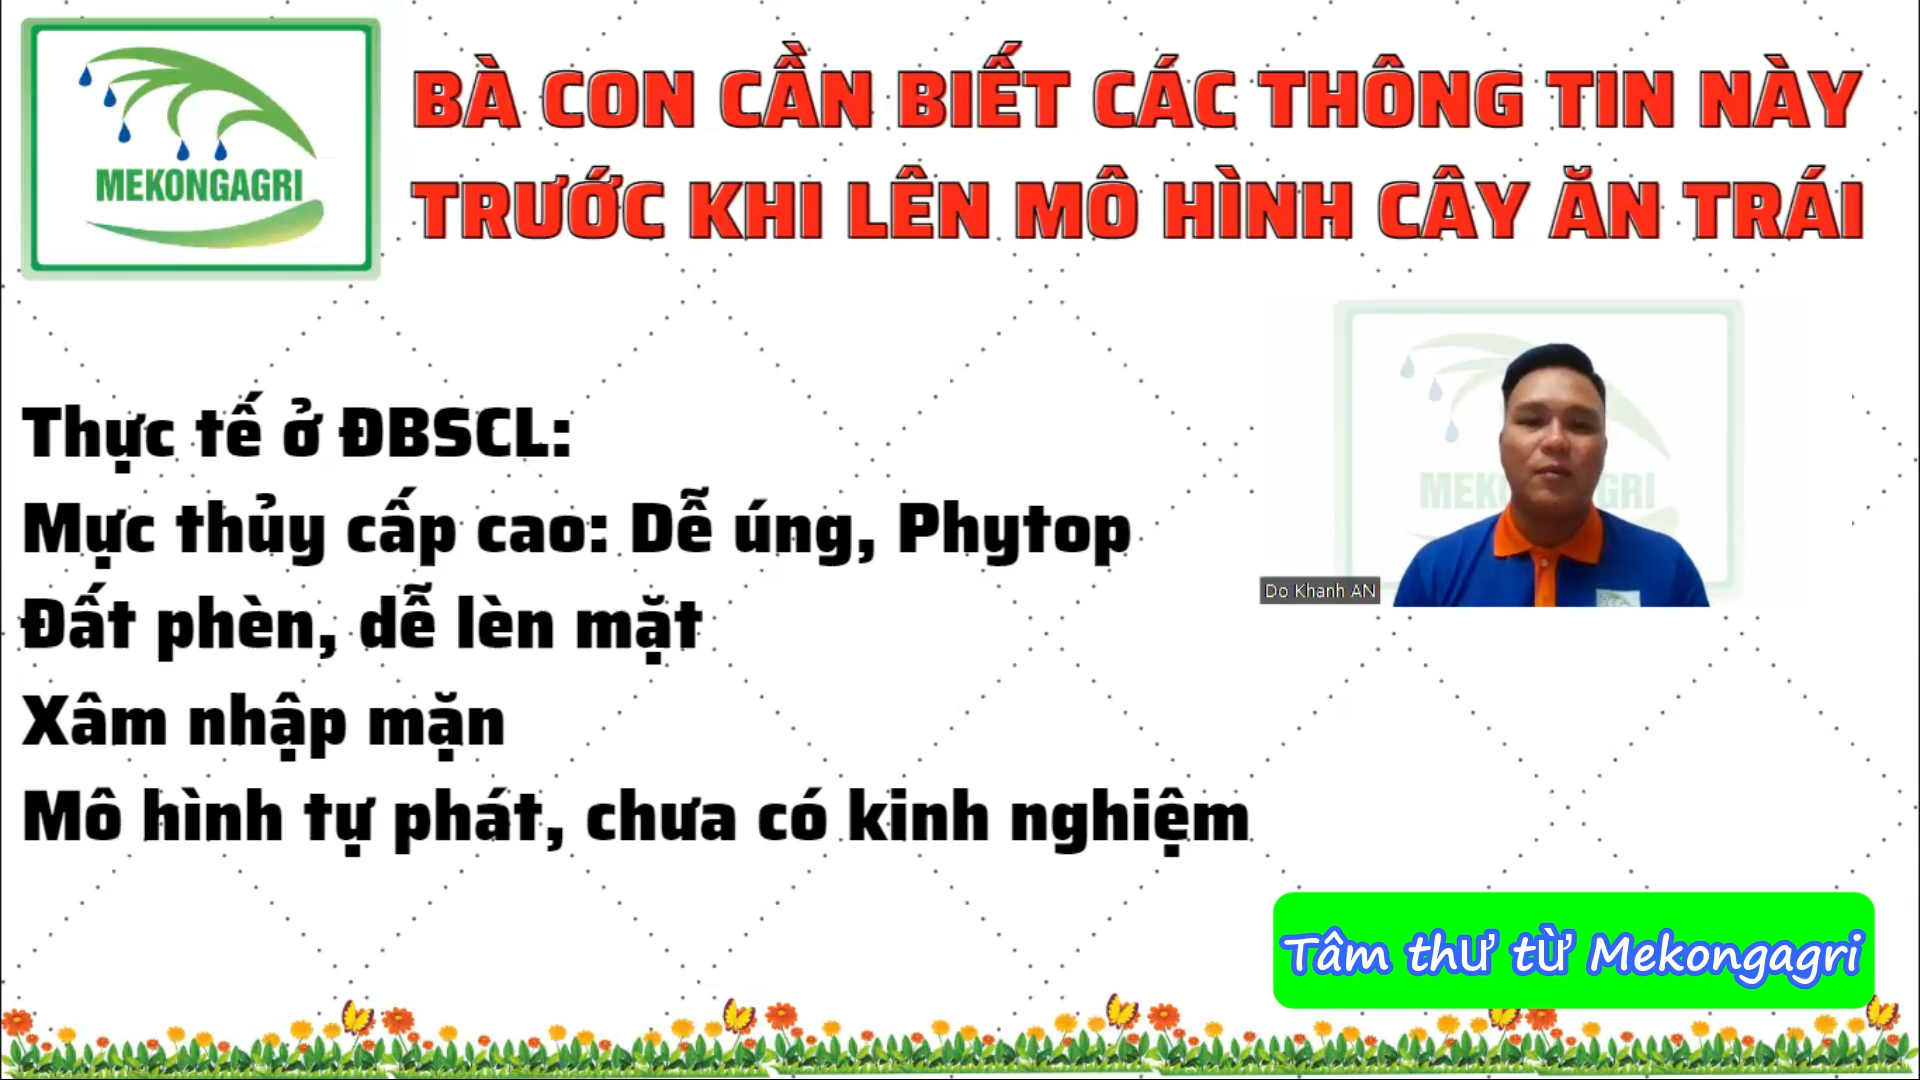 MEKONGAGRI
BÀ CON CẦN BIẾT CÁC THÔNG TIN NÀY
TRƯỚC KHI LÊN MÔ HÌNH CÂY ĂN TRÁI
Thực tế ở ĐBSCL:
Mực thủy cấp cao: Dễ úng, Phytop
Đất phèn, dễ lèn mặt
Xâm nhập mặn
Mô hình tự phát, chưa có kinh nghiệm
Do Khanh AN
Tâm thư từ Mekongagri